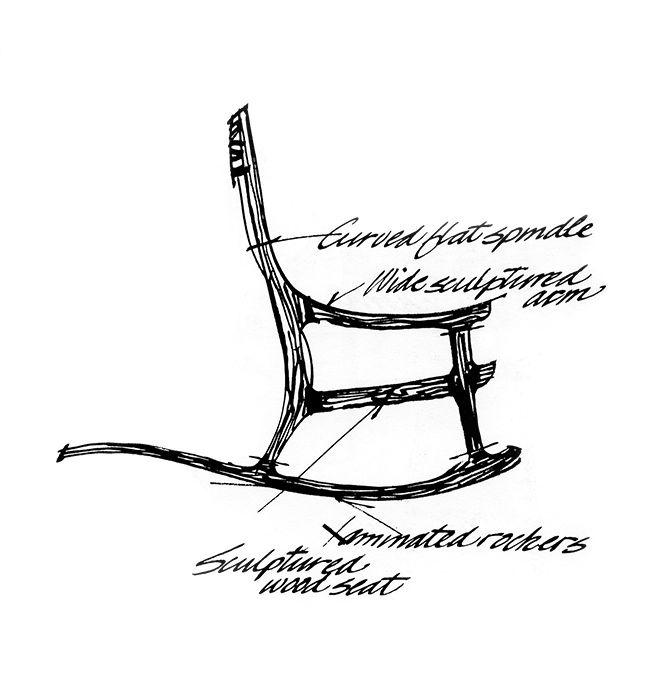 Curved flat spindle
Wide sculptured
arm
Laminated rockers
Sculptured
wood seat